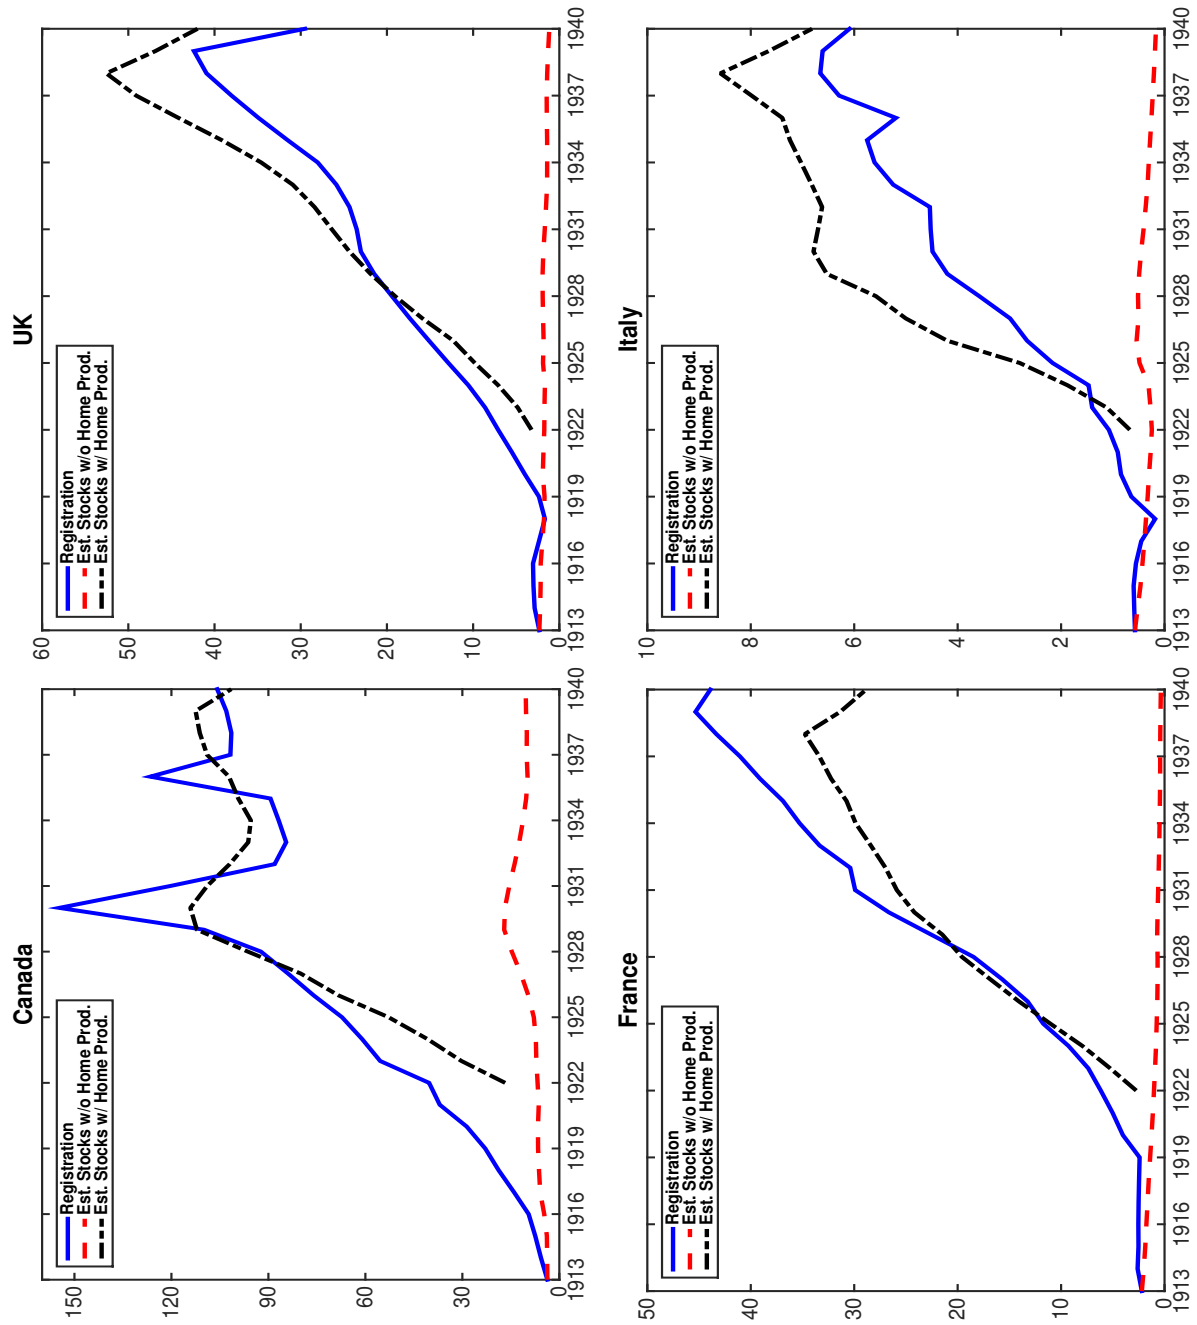 Canada
150
120
90
60
30
0
1913 1916 1919 1922 1925 1928 1931 1934 1937 1940
Registration
Est. Stocks w/o Home Prod.
Est. Stocks w/ Home Prod.
UK
60
50
40
30
20
10
0
1913 1916 1919 1922 1925 1928 1931 1934 1937 1940
Registration
Est. Stocks w/o Home Prod.
Est. Stocks w/ Home Prod.
France
50
40
30
20
10
0
1913 1916 1919 1922 1925 1928 1931 1934 1937 1940
Registration
Est. Stocks w/o Home Prod.
Est. Stocks w/ Home Prod.
Italy
10
8
6
4
2
0
1913 1916 1919 1922 1925 1928 1931 1934 1937 1940
Registration
Est. Stocks w/o Home Prod.
Est. Stocks w/ Home Prod.